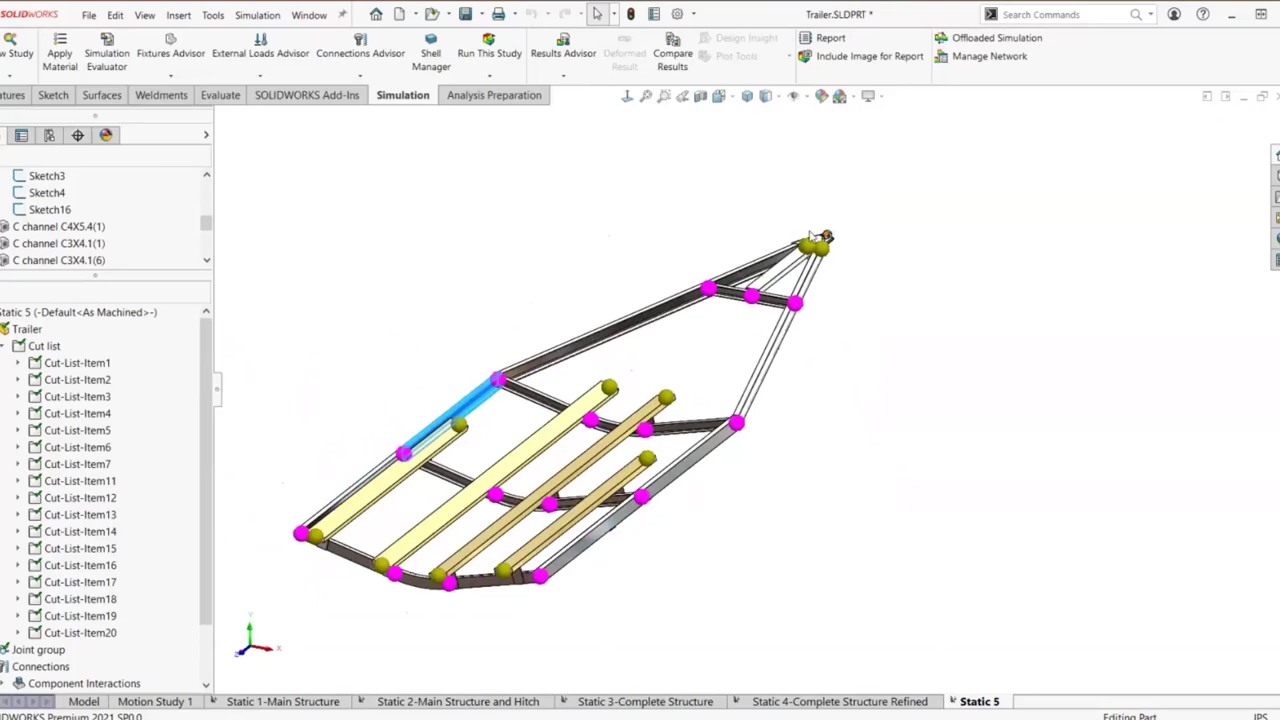 SOLIDWORKS File Edit View Insert Tools Simulation Window Trailer.SLDPRT * Search Commands
w Study Apply Material Simulation Evaluator Fixtures Advisor External Loads Advisor Connections Advisor Shell Manager Run This Study Results Advisor Deformed Result Compare Results Design Insight Plot Tools Report Include Image for Report Offloaded Simulation Manage Network
atures Sketch Surfaces Weldments Evaluate SOLIDWORKS Add-Ins Simulation Analysis Preparation
Sketch3
Sketch4
Sketch16
C channel C4X5.4(1)
C channel C3X4.1(1)
C channel C3X4.1(6)
Static 5 (-Default<As Machined>-)
Trailer
Cut list
Cut-List-Item1
Cut-List-Item2
Cut-List-Item3
Cut-List-Item4
Cut-List-Item5
Cut-List-Item6
Cut-List-Item7
Cut-List-Item11
Cut-List-Item12
Cut-List-Item13
Cut-List-Item14
Cut-List-Item15
Cut-List-Item16
Cut-List-Item17
Cut-List-Item18
Cut-List-Item19
Cut-List-Item20
Joint group
Connections
Component Interactions
Y
X
Z
Model Motion Study 1 Static 1-Main Structure Static 2-Main Structure and Hitch Static 3-Complete Structure Static 4-Complete Structure Refined Static 5
IDWORKS Premium 2021 SP0.0 Editing Part IPS